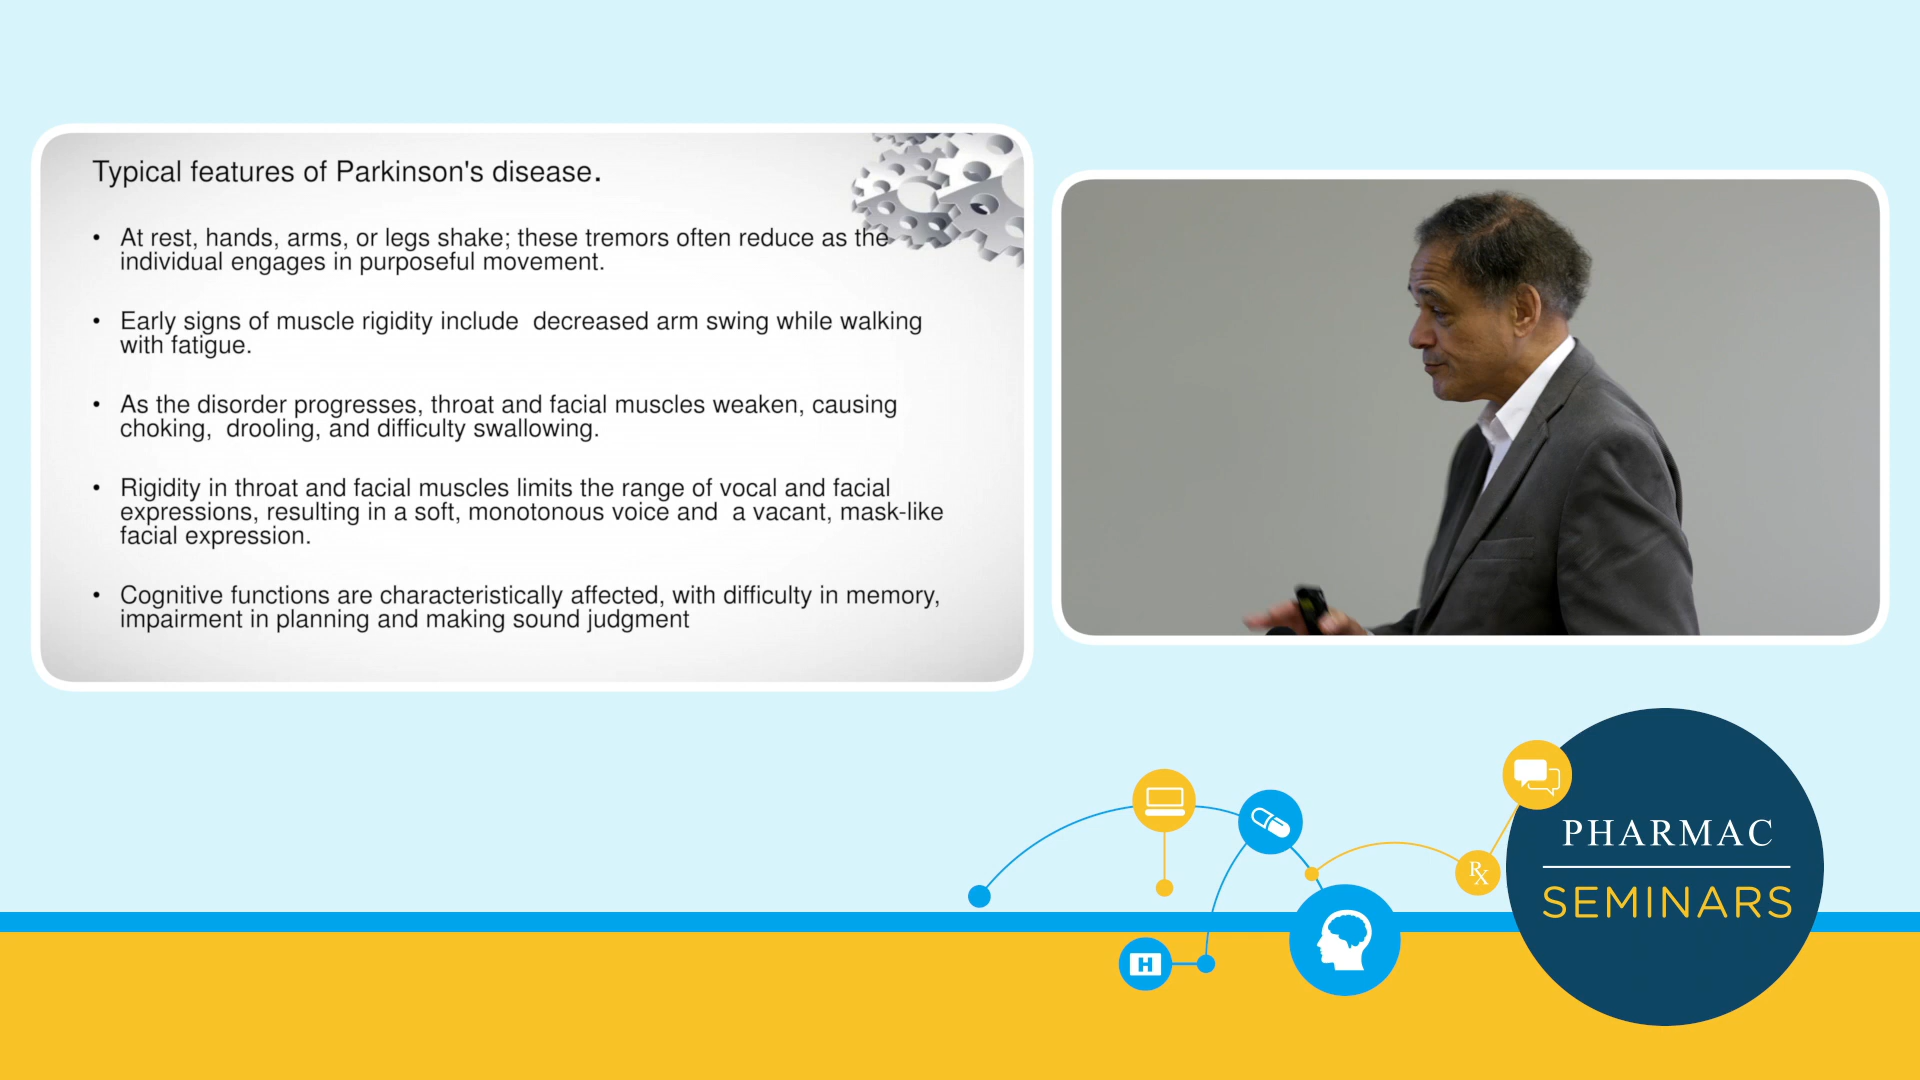 Typical features of Parkinson's disease.
• At rest, hands, arms, or legs shake; these tremors often reduce as the
individual engages in purposeful movement.
• Early signs of muscle rigidity include  decreased arm swing while walking
with fatigue.
• As the disorder progresses, throat and facial muscles weaken, causing
choking,  drooling, and difficulty swallowing.
• Rigidity in throat and facial muscles limits the range of vocal and facial
expressions, resulting in a soft, monotonous voice and  a vacant, mask-like
facial expression.
• Cognitive functions are characteristically affected, with difficulty in memory,
impairment in planning and making sound judgment
PHARMAC
SEMINARS
Rx
H